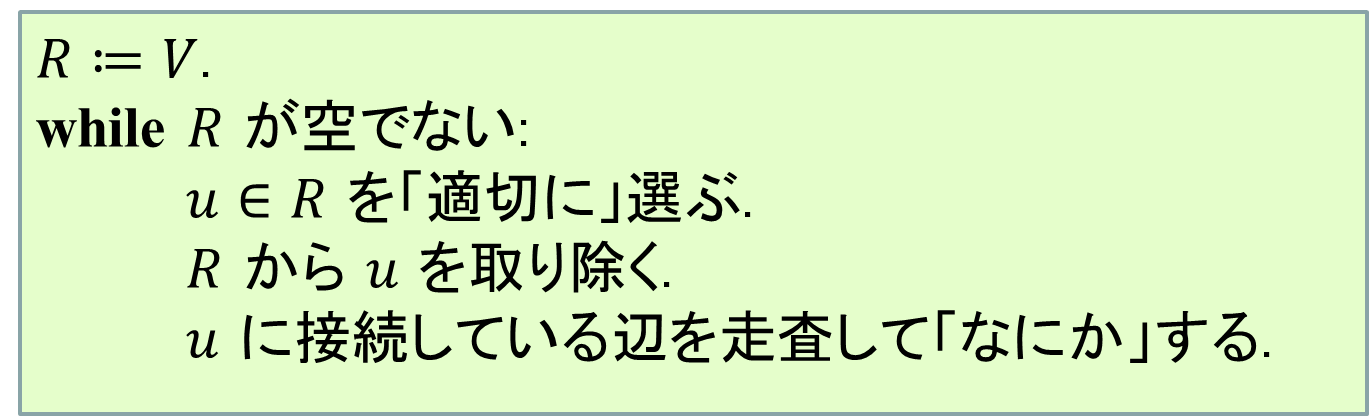 R ≔ V.
while R が空でない:
u ∈ R を「適切に」選ぶ.
R から u を取り除く.
u に接続している辺を走査して「なにか」する.